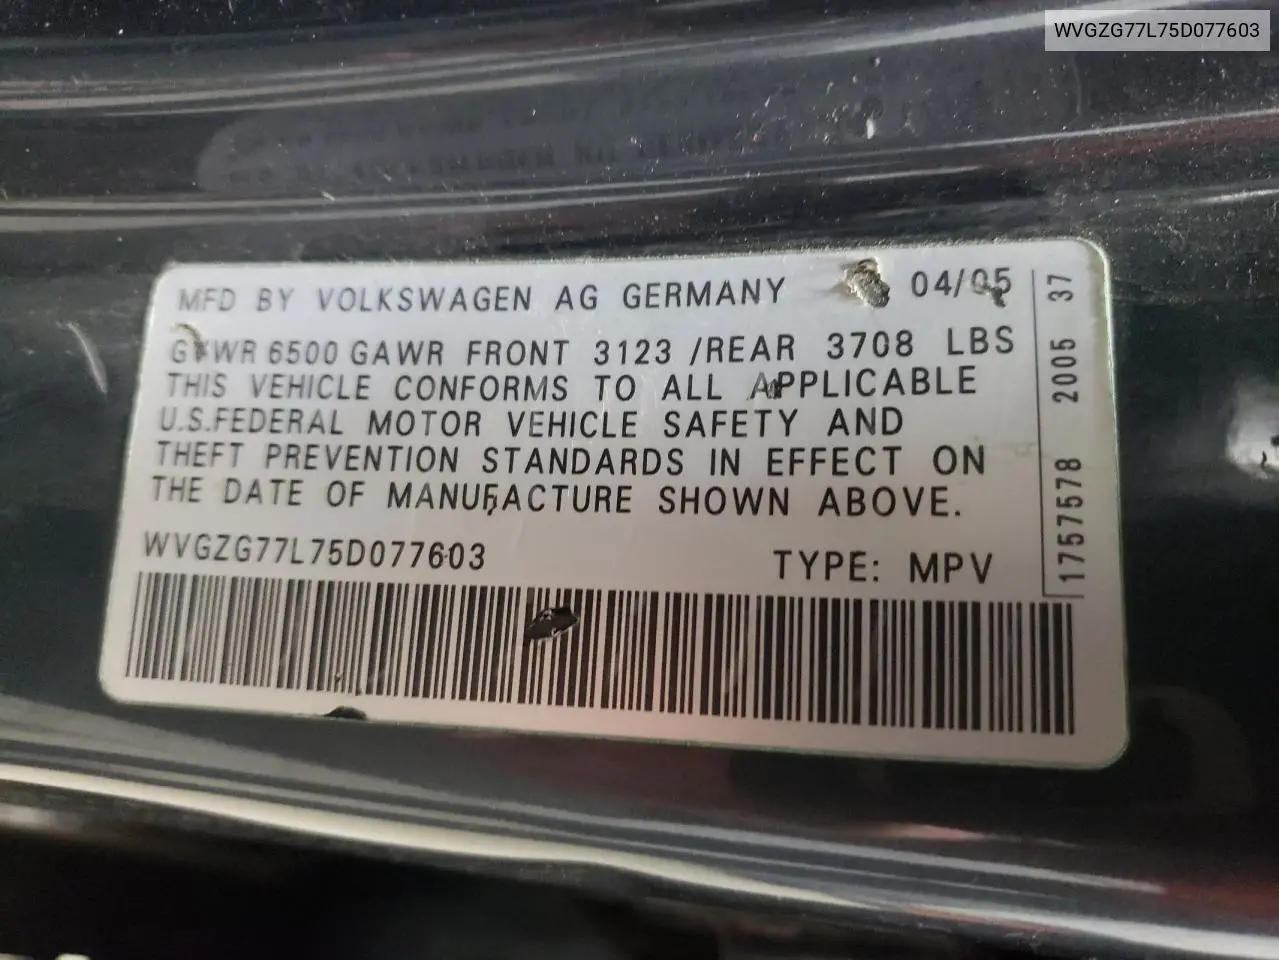 WVGZG77L75D077603
MFD BY VOLKSWAGEN AG GERMANY 04/05
GVWR 6500 GAWR FRONT 3123 /REAR 3708 LBS
THIS VEHICLE CONFORMS TO ALL APPLICABLE
U.S.FEDERAL MOTOR VEHICLE SAFETY AND
THEFT PREVENTION STANDARDS IN EFFECT ON
THE DATE OF MANUFACTURE SHOWN ABOVE.
WVGZG77L75D077603 TYPE: MPV
1757578 2005 37